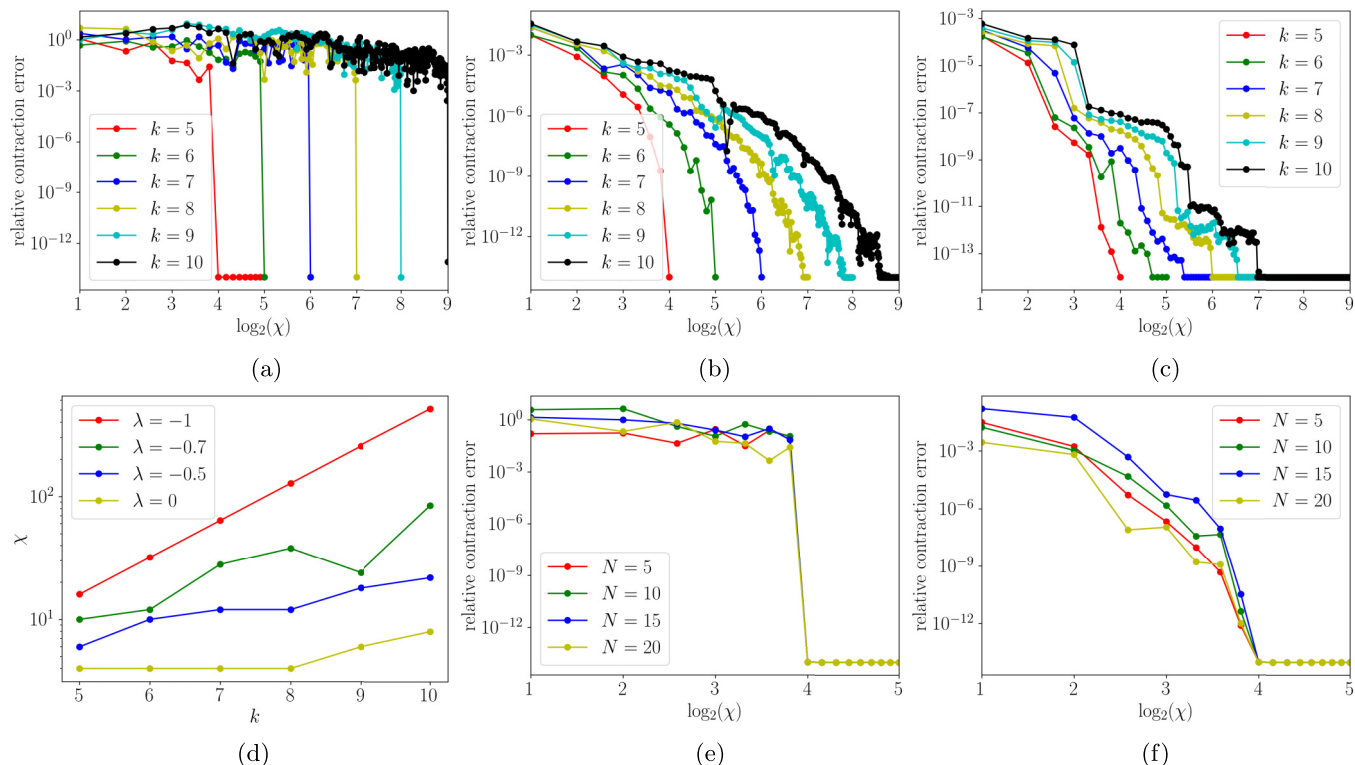 relative contraction error
10^0
10^{-3}
10^{-6}
10^{-9}
10^{-12}
k = 5
k = 6
k = 7
k = 8
k = 9
k = 10
1 2 3 4 5 6 7 8 9
log_2(χ)
(a)
relative contraction error
10^{-3}
10^{-6}
10^{-9}
10^{-12}
k = 5
k = 6
k = 7
k = 8
k = 9
k = 10
1 2 3 4 5 6 7 8 9
log_2(χ)
(b)
relative contraction error
10^{-3}
10^{-5}
10^{-7}
10^{-9}
10^{-11}
10^{-13}
k = 5
k = 6
k = 7
k = 8
k = 9
k = 10
1 2 3 4 5 6 7 8 9
log_2(χ)
(c)
χ
10^2
10^1
λ = −1
λ = −0.7
λ = −0.5
λ = 0
5 6 7 8 9 10
k
(d)
relative contraction error
10^0
10^{-3}
10^{-6}
10^{-9}
10^{-12}
N = 5
N = 10
N = 15
N = 20
1 2 3 4 5
log_2(χ)
(e)
relative contraction error
10^0
10^{-3}
10^{-6}
10^{-9}
10^{-12}
N = 5
N = 10
N = 15
N = 20
1 2 3 4 5
log_2(χ)
(f)